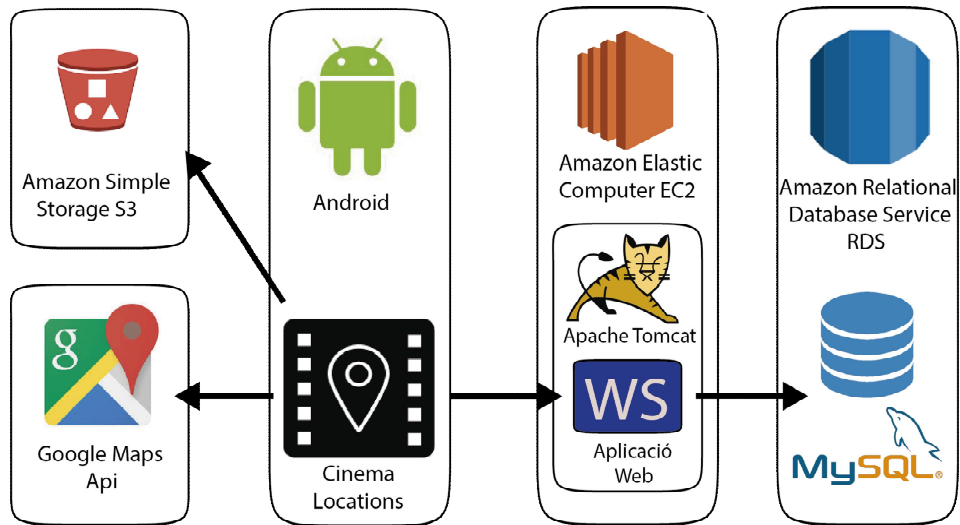 Amazon Simple
Storage S3
g
Google Maps
Api
Android
Cinema
Locations
Amazon Elastic
Computer EC2
Apache Tomcat
WS
Aplicació
Web
Amazon Relational
Database Service
RDS
MySQL®